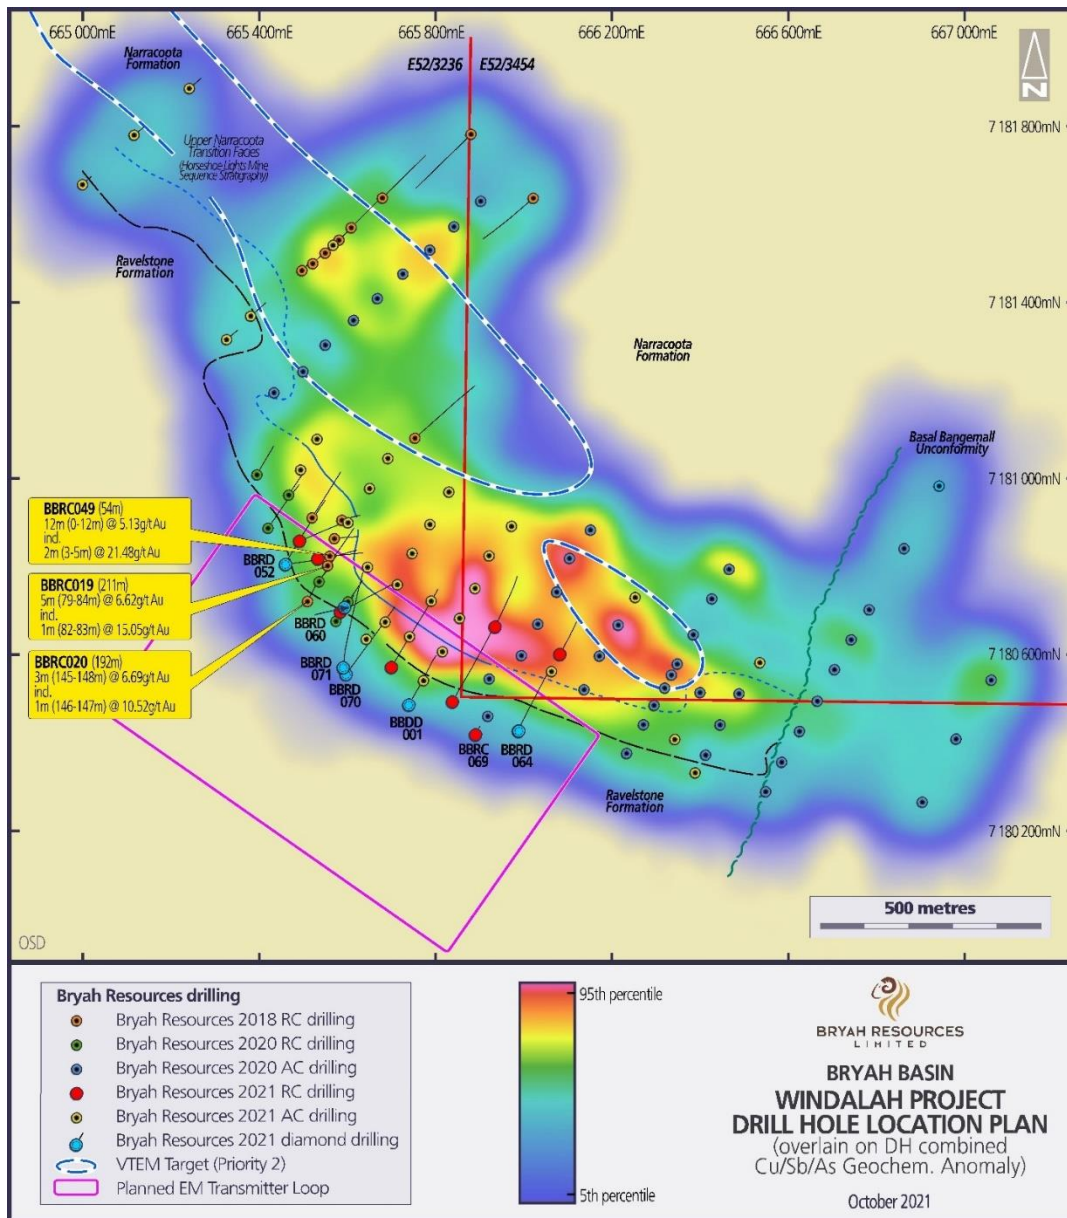 665 000mE
665 400mE
665 800mE
666 200mE
666 600mE
667 000mE
Narracoota
Formation
E52/3236
E52/3454
N
7 181 800mN
Upper Narracoota
Transition Facies
(Horseshoe Lights Mine
Sequence Stratigraphy)
Ravelstone
Formation
7 181 400mN
Narracoota
Formation
Basal Bangemall
Unconformity
7 181 000mN
BBRC049 (54m)
12m (0-12m) @ 5.13g/t Au
ind.
2m (3-5m) @ 21.48g/t Au
BBRD
052
BBRC019 (211m)
5m (79-84m) @ 6.62g/t Au
ind.
1m (82-83m) @ 15.05g/t Au
BBRD
060
BBRC020 (192m)
3m (145-148m) @ 6.69g/t Au
ind.
1m (146-147m) @ 10.52g/t Au
BBRD
071
BBRD
070
7 180 600mN
BBDD
001
BBRC
069
BBRD
064
Ravelstone
Formation
7 180 200mN
500 metres
OSD
Bryah Resources drilling
Bryah Resources 2018 RC drilling
Bryah Resources 2020 RC drilling
Bryah Resources 2020 AC drilling
Bryah Resources 2021 RC drilling
Bryah Resources 2021 AC drilling
Bryah Resources 2021 diamond drilling
VTEM Target (Priority 2)
Planned EM Transmitter Loop
95th percentile
5th percentile
BRYAH RESOURCES
LIMITED
BRYAH BASIN
WINDALAH PROJECT
DRILL HOLE LOCATION PLAN
(overlain on DH combined
Cu/Sb/As Geochem. Anomaly)
October 2021